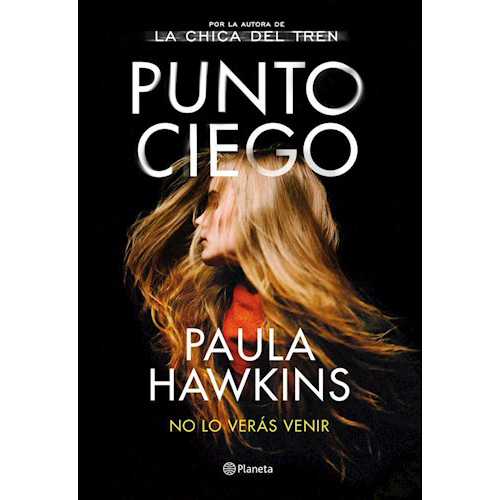 POR LA AUTORA DE
LA CHICA DEL TREN
PUNTO
CIEGO
PAULA
HAWKINS
NO LO VERÁS VENIR
Planeta